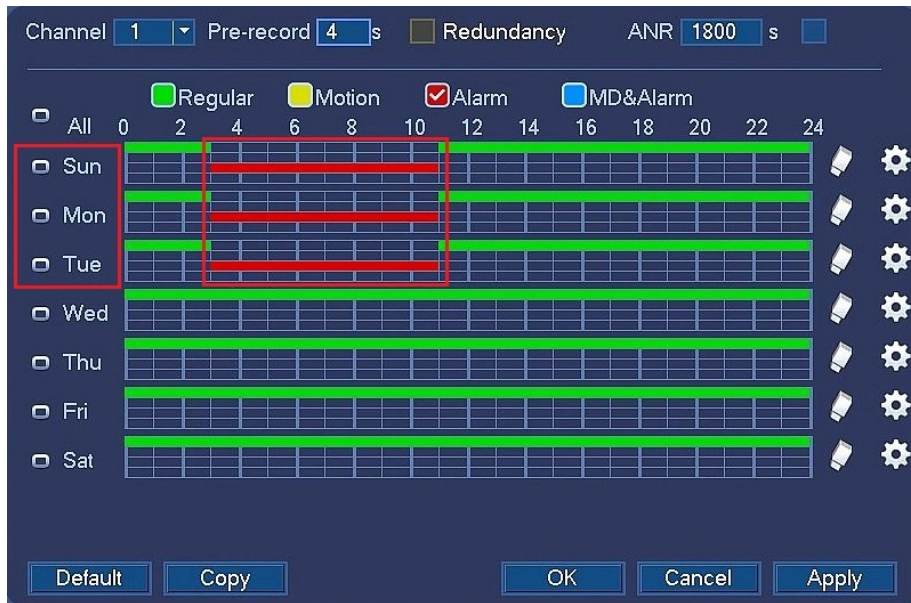 Channel 1 Pre-record 4 s Redundancy ANR 1800 s
Regular Motion Alarm MD&Alarm
All 0 2 4 6 8 10 12 14 16 18 20 22 24
Sun
Mon
Tue
Wed
Thu
Fri
Sat
Default Copy OK Cancel Apply